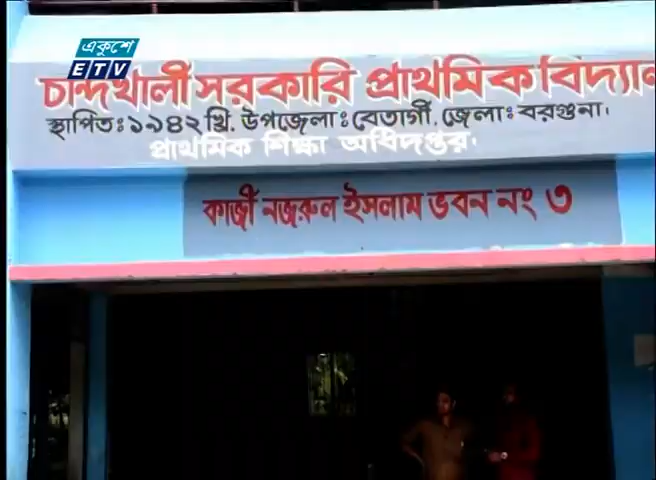 একুশে
ETV
চান্দখালী সরকারি প্রাথমিক বিদ্যাল
স্থাপিত: ১৯৪২ খ্রি. উপজেলা: বেতাগী. জেলা: বরগুনা।
প্রাথমিক শিক্ষা অধিদপ্তর.
কাজী নজরুল ইসলাম ভবন নং ৩